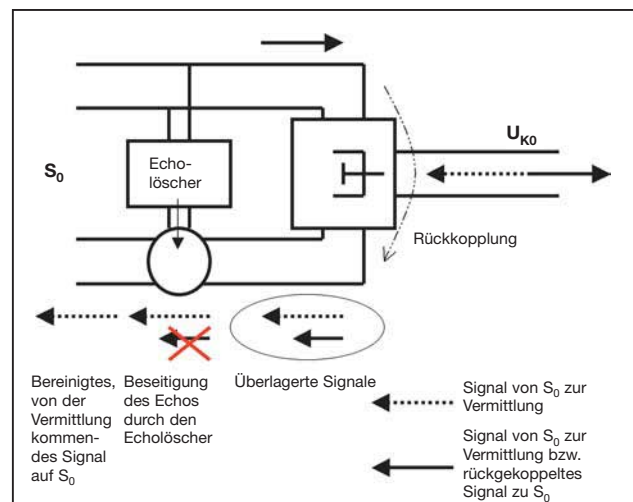 S0
Echo-
löscher
UK0
Rückkopplung
Bereinigtes,
von der
Vermittlung
kommen-
des Signal
auf S0
Beseitigung
des Echos
durch den
Echolöscher
Überlagerte Signale
Signal von S0 zur
Vermittlung
Signal von S0 zur
Vermittlung bzw.
rückgekoppeltes
Signal zu S0